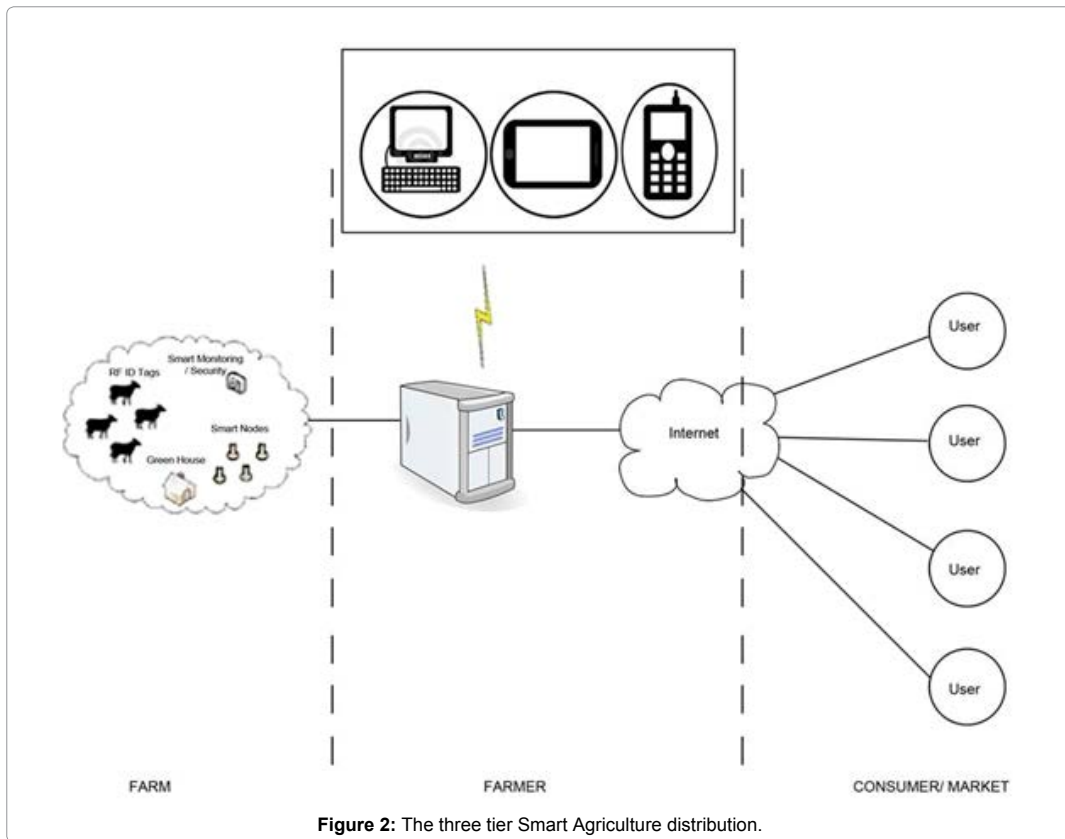 RF ID Tags
Smart Monitoring
/ Security
Smart Nodes
Green House
Internet
User
User
User
User
FARM
FARMER
CONSUMER/ MARKET
Figure 2: The three tier Smart Agriculture distribution.